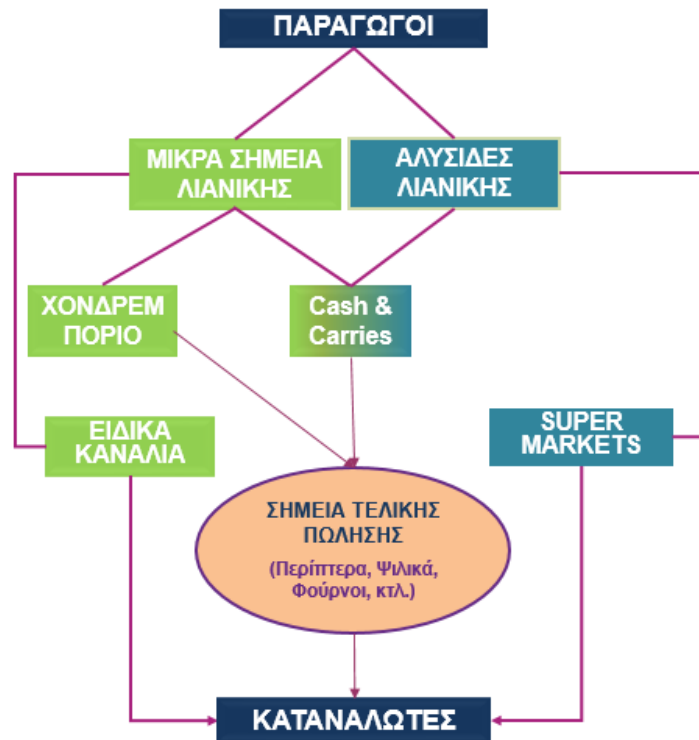 ΠΑΡΑΓΩΓΟΙ
ΜΙΚΡΑ ΣΗΜΕΙΑ
ΛΙΑΝΙΚΗΣ
ΑΛΥΣΙΔΕΣ
ΛΙΑΝΙΚΗΣ
ΧΟΝΔΡΕΜ
ΠΟΡΙΟ
Cash &
Carries
ΕΙΔΙΚΑ
ΚΑΝΑΛΙΑ
SUPER
MARKETS
ΣΗΜΕΙΑ ΤΕΛΙΚΗΣ
ΠΩΛΗΣΗΣ
(Περίπτερα, Ψιλικά,
Φούρνοι, κτλ.)
ΚΑΤΑΝΑΛΩΤΕΣ